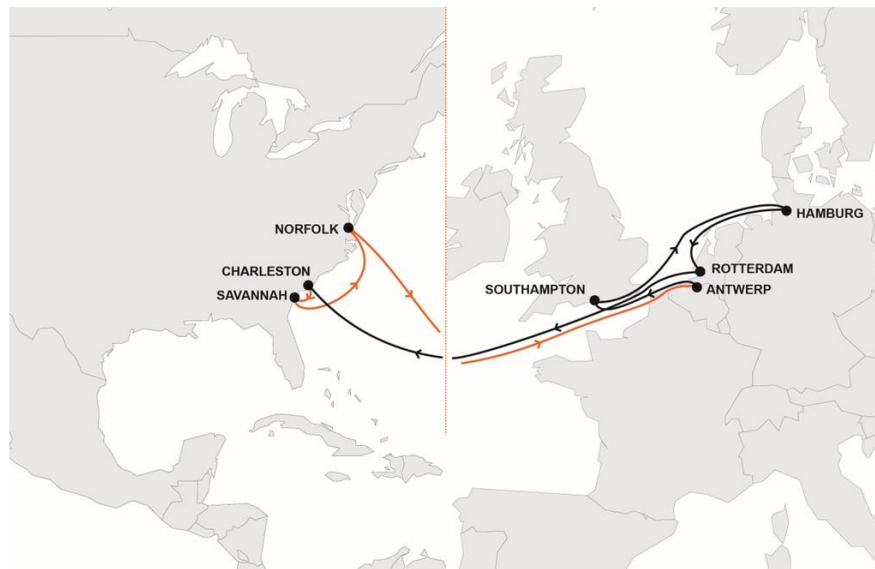 NORFOLK
CHARLESTON
SAVANNAH
HAMBURG
ROTTERDAM
SOUTHAMPTON
ANTWERP